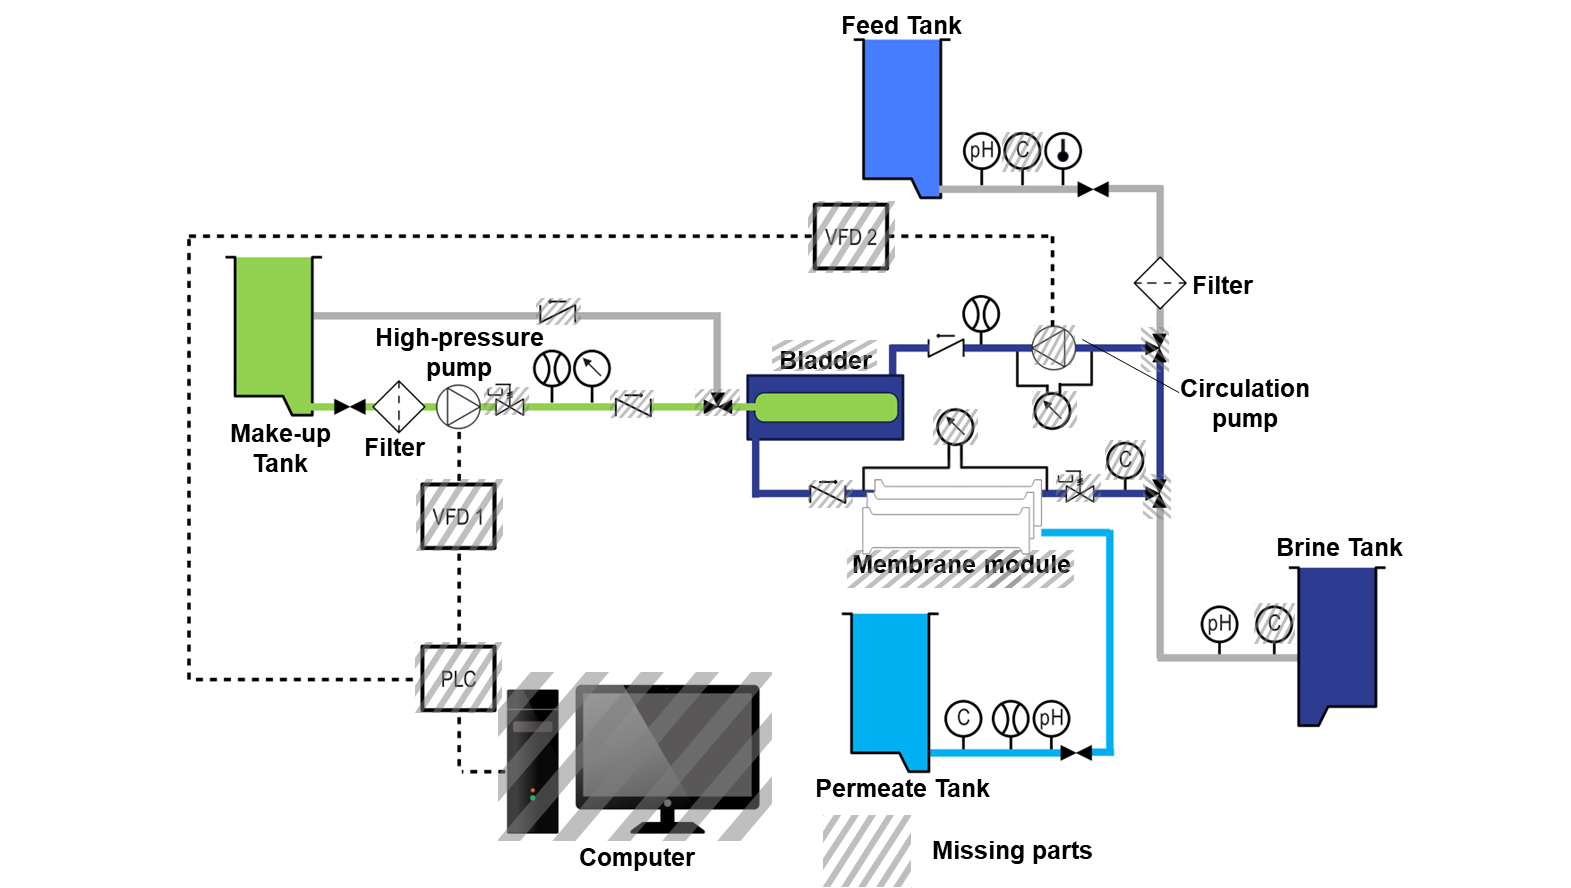 Feed Tank
pH
C
VFD 2
Filter
High-pressure
pump
Bladder
Circulation
pump
Make-up
Tank
Filter
C
VFD 1
Membrane module
Brine Tank
pH
C
PLC
C
pH
Permeate Tank
Computer
Missing parts